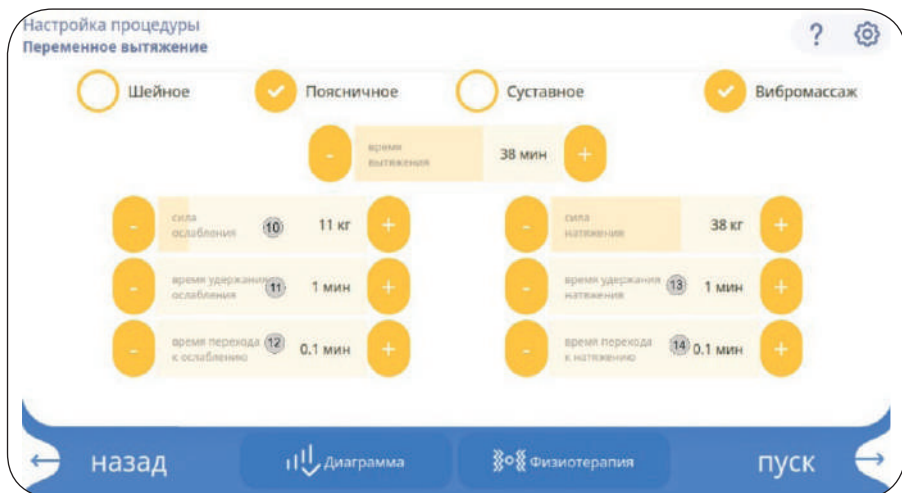 Настройка процедуры
Переменное вытяжение
?
Шейное
Поясничное
Суставное
Вибромассаж
-
время
вытяжения
38 мин
+
-
сила
ослабления
10
11 кг
+
-
сила
натяжения
38 кг
+
-
время удержания
ослабления
11
1 мин
+
-
время удержания
натяжения
13
1 мин
+
-
время перехода
к ослаблению
12
0.1 мин
+
-
время перехода
к натяжению
14
0.1 мин
+
← назад
Диаграмма
Физиотерапия
пуск →